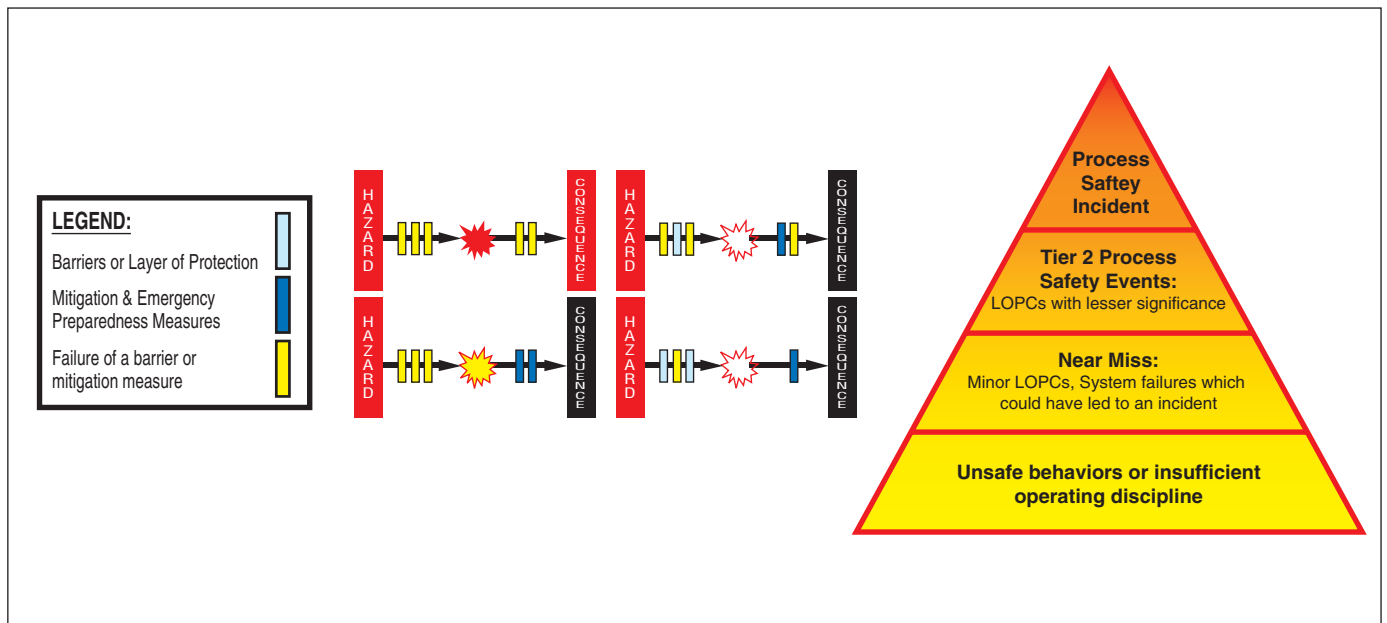 LEGEND:
Barriers or Layer of Protection
Mitigation & Emergency
Preparedness Measures
Failure of a barrier or
mitigation measure
HAZARD
CONSEQUENCE
HAZARD
CONSEQUENCE
HAZARD
CONSEQUENCE
HAZARD
CONSEQUENCE
Process
Saftey
Incident
Tier 2 Process
Safety Events:
LOPCs with lesser significance
Near Miss:
Minor LOPCs, System failures which
could have led to an incident
Unsafe behaviors or insufficient
operating discipline